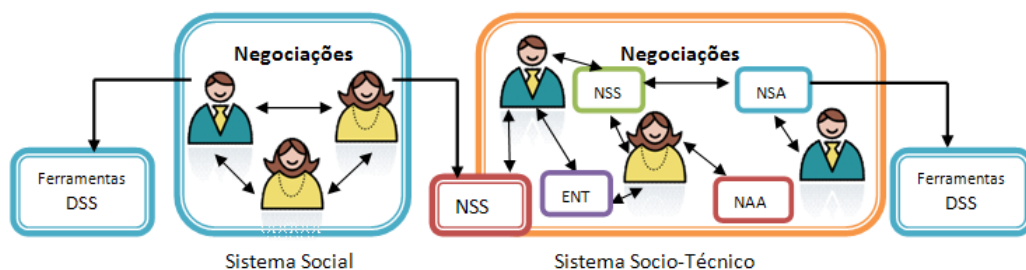 Negociações
Ferramentas
DSS
Sistema Social
Negociações
NSS
NSA
NSS
ENT
NAA
Ferramentas
DSS
Sistema Socio-Técnico